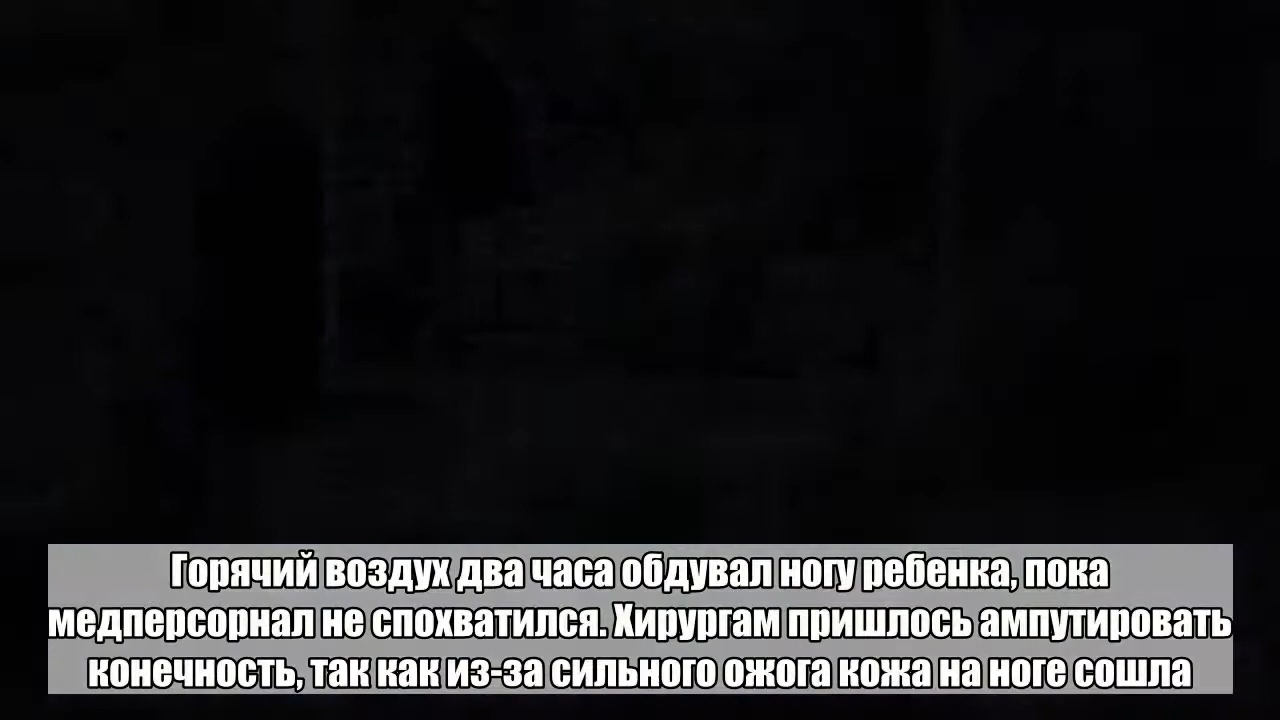 Горячий воздух два часа обдувал ногу ребенка, пока
медперсорнал не спохватился. Хирургам пришлось ампутировать
конечность, так как из-за сильного ожога кожа на ноге сошла